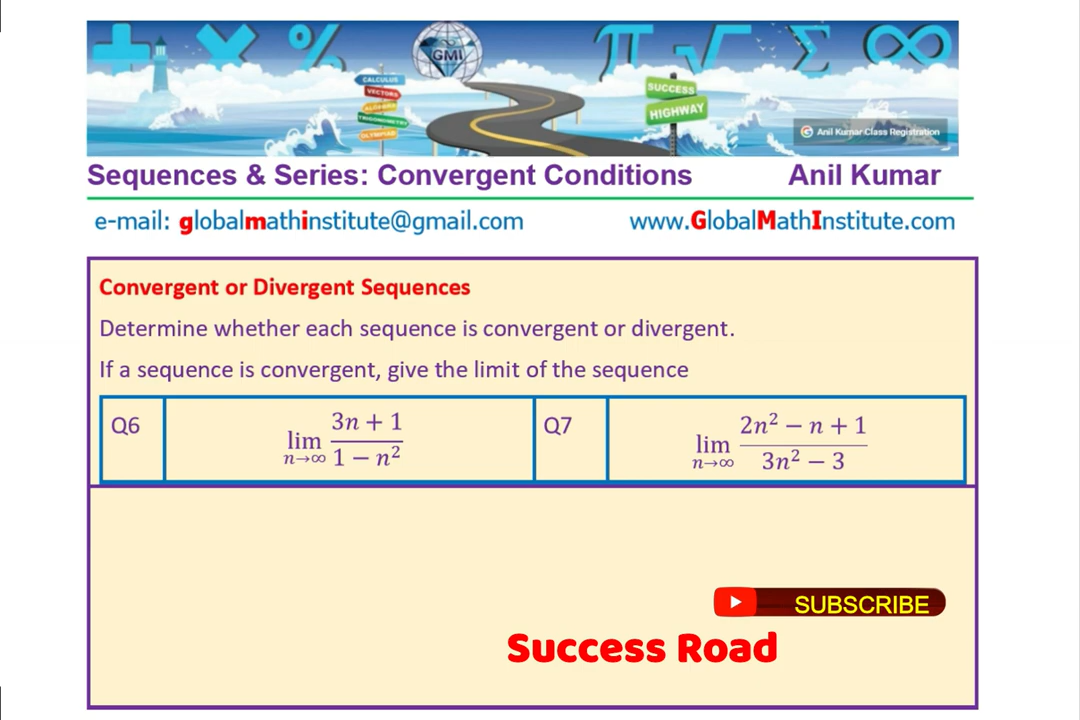 GMI
CALCULUS
VECTORS
ALGEBRA
TRIGONOMETRY
OLYMPIAD
SUCCESS
HIGHWAY
Anil Kumar Class Registration
Sequences & Series: Convergent Conditions Anil Kumar
e-mail: globalmathinstitute@gmail.com www.GlobalMathInstitute.com
Convergent or Divergent Sequences
Determine whether each sequence is convergent or divergent.
If a sequence is convergent, give the limit of the sequence
Q6
lim n→∞ (3n + 1)/(1 − n²)
Q7
lim n→∞ (2n² − n + 1)/(3n² − 3)
SUBSCRIBE
Success Road